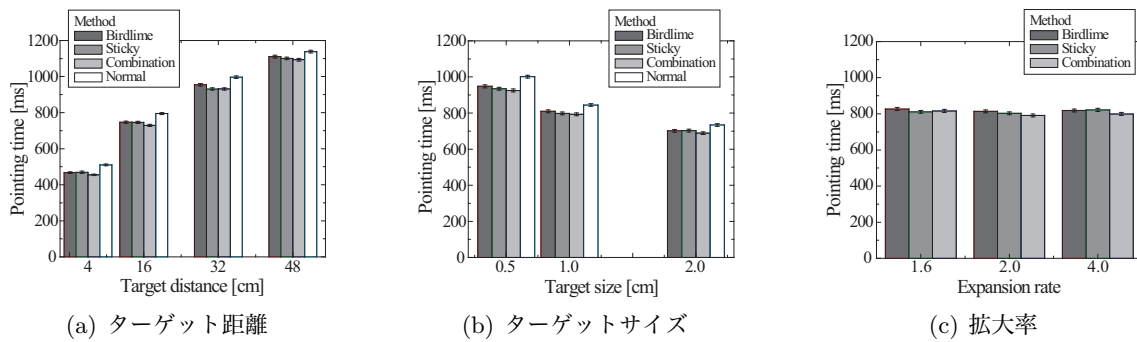 Method
Birdlime
Sticky
Combination
Normal
1200
1000
800
600
400
200
0
Pointing time [ms]
4 16 32 48
Target distance [cm]
(a) ターゲット距離
Method
Birdlime
Sticky
Combination
Normal
1200
1000
800
600
400
200
0
Pointing time [ms]
0.5 1.0 2.0
Target size [cm]
(b) ターゲットサイズ
Method
Birdlime
Sticky
Combination
1200
1000
800
600
400
200
0
Pointing time [ms]
1.6 2.0 4.0
Expansion rate
(c) 拡大率